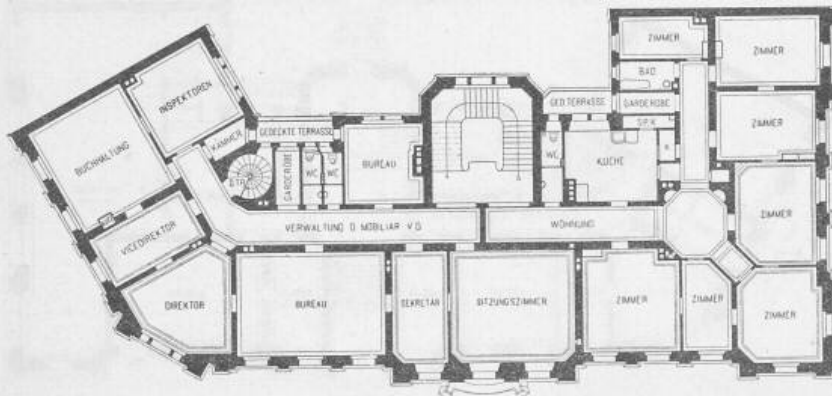 ZIMMER
ZIMMER
BAD
INSPEKTOREN
GED. TERRASSE
GARDEROBE
KAMMER
GEDECKTE TERRASSE
SP. K.
ZIMMER
BUCHHALTUNG
GARDEROBE
WC
WC
BUREAU
WC
KÜCHE
ZIMMER
VICEDIREKTOR
VERWALTUNG D. MOBILIAR V. G.
WOHNUNG
DIREKTOR
BUREAU
SEKRETÄR
SITZUNGSZIMMER
ZIMMER
ZIMMER
ZIMMER